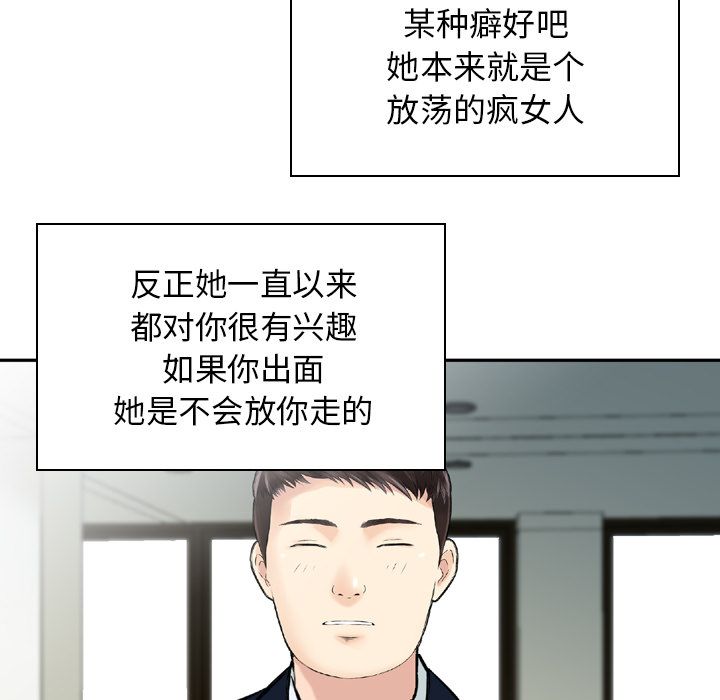 某种癖好吧
她本来就是个
放荡的疯女人
反正她一直以来
都对你很有兴趣
如果你出面
她是不会放你走的